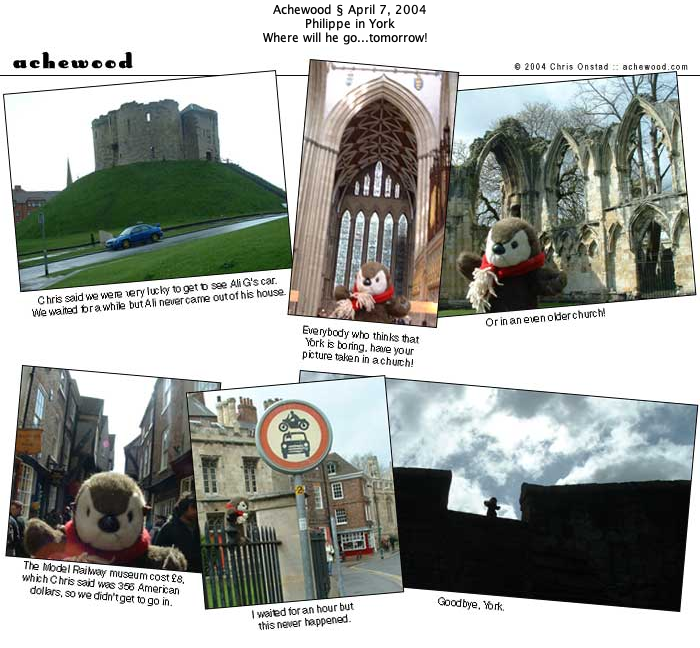 Achewood § April 7, 2004
Philippe in York
Where will he go...tomorrow!
achewood
© 2004 Chris Onstad :: achewood.com
Chris said we were very lucky to get to see Ali G's car.
We waited for a while but Ali never came out of his house.
Everybody who thinks that
York is boring, have your
picture taken in a church!
Or in an even older church!
The Model Railway museum cost £8,
which Chris said was 356 American
dollars, so we didn't get to go in.
I waited for an hour but
this never happened.
Goodbye, York.